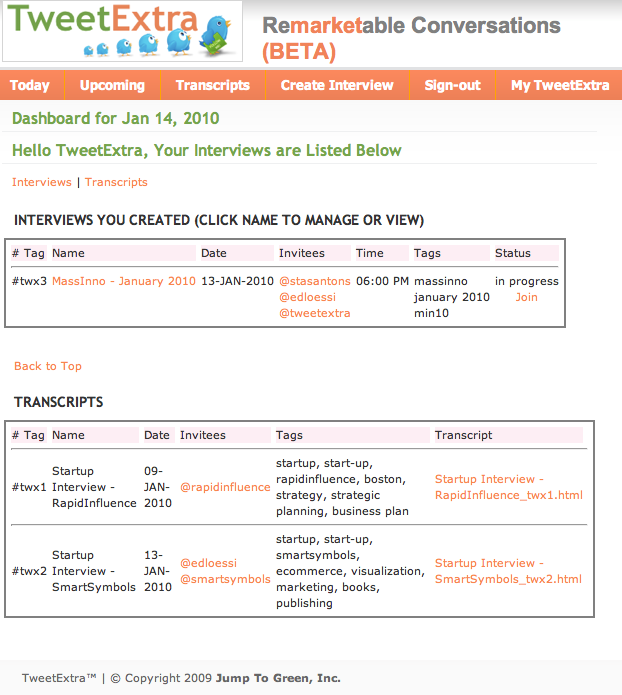 TweetExtra
Remarketable Conversations
(BETA)
Today Upcoming Transcripts Create Interview Sign-out My TweetExtra
Dashboard for Jan 14, 2010
Hello TweetExtra, Your Interviews are Listed Below
Interviews | Transcripts
INTERVIEWS YOU CREATED (CLICK NAME TO MANAGE OR VIEW)
# Tag Name Date Invitees Time Tags Status
#twx3 MassInno - January 2010 13-JAN-2010 @stasantons 06:00 PM massinno in progress
@edloessi january 2010 Join
@tweetextra min10
Back to Top
TRANSCRIPTS
# Tag Name Date Invitees Tags Transcript
#twx1
Startup
Interview -
RapidInfluence
09-
JAN-
2010
@rapidinfluence
startup, start-up,
rapidinfluence, boston,
strategy, strategic
planning, business plan
Startup Interview -
RapidInfluence_twx1.html
#twx2
Startup
Interview -
SmartSymbols
13-
JAN-
2010
@edloessi
@smartsymbols
startup, start-up,
smartsymbols,
ecommerce, visualization,
marketing, books,
publishing
Startup Interview -
SmartSymbols_twx2.html
TweetExtra™ | © Copyright 2009 Jump To Green, Inc.